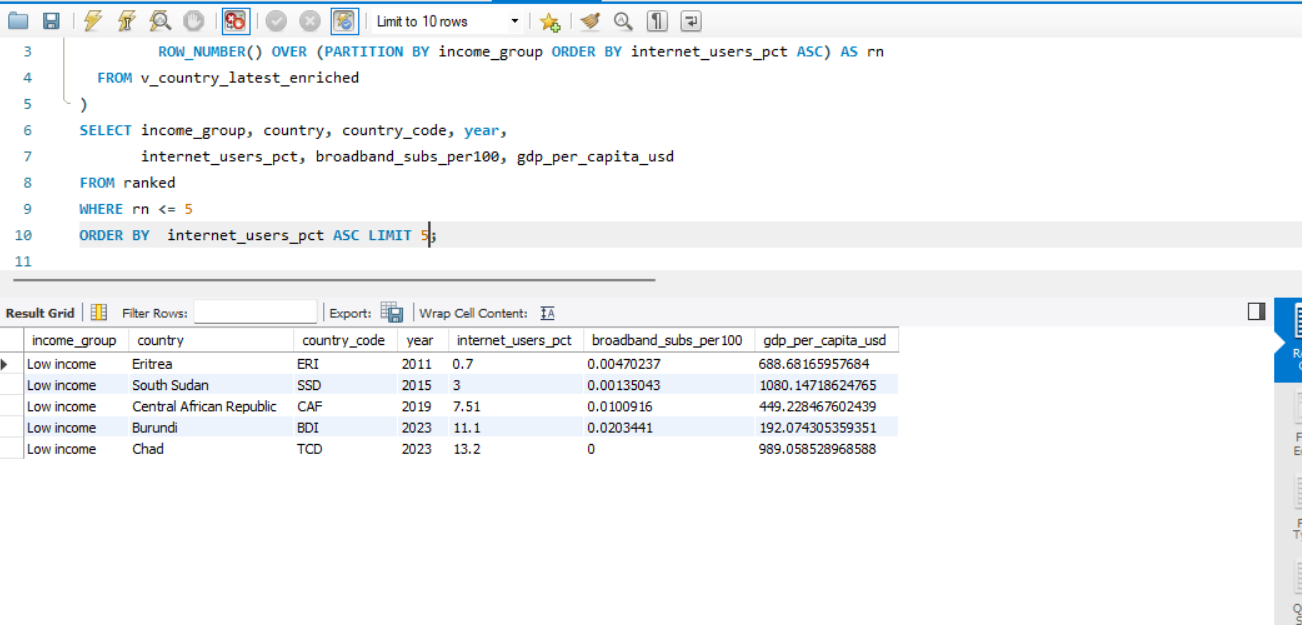 Limit to 10 rows
3 ROW_NUMBER() OVER (PARTITION BY income_group ORDER BY internet_users_pct ASC) AS rn
4 FROM v_country_latest_enriched
5 )
6 SELECT income_group, country, country_code, year,
7 internet_users_pct, broadband_subs_per100, gdp_per_capita_usd
8 FROM ranked
9 WHERE rn <= 5
10 ORDER BY internet_users_pct ASC LIMIT 5;
11
Result Grid Filter Rows: Export: Wrap Cell Content: IA
income_group country country_code year internet_users_pct broadband_subs_per100 gdp_per_capita_usd
Low income Eritrea ERI 2011 0.7 0.00470237 688.68165957684
Low income South Sudan SSD 2015 3 0.00135043 1080.14718624765
Low income Central African Republic CAF 2019 7.51 0.0100916 449.228467602439
Low income Burundi BDI 2023 11.1 0.0203441 192.074305359351
Low income Chad TCD 2023 13.2 0 989.058528968588